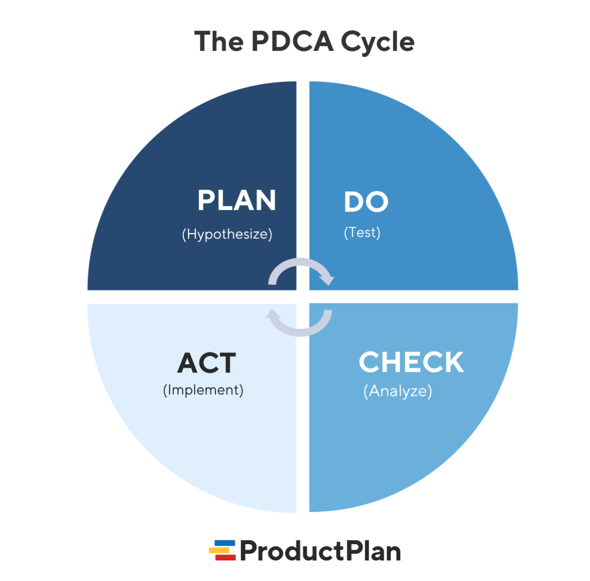 The PDCA Cycle
PLAN
(Hypothesize)
DO
(Test)
ACT
(Implement)
CHECK
(Analyze)
ProductPlan